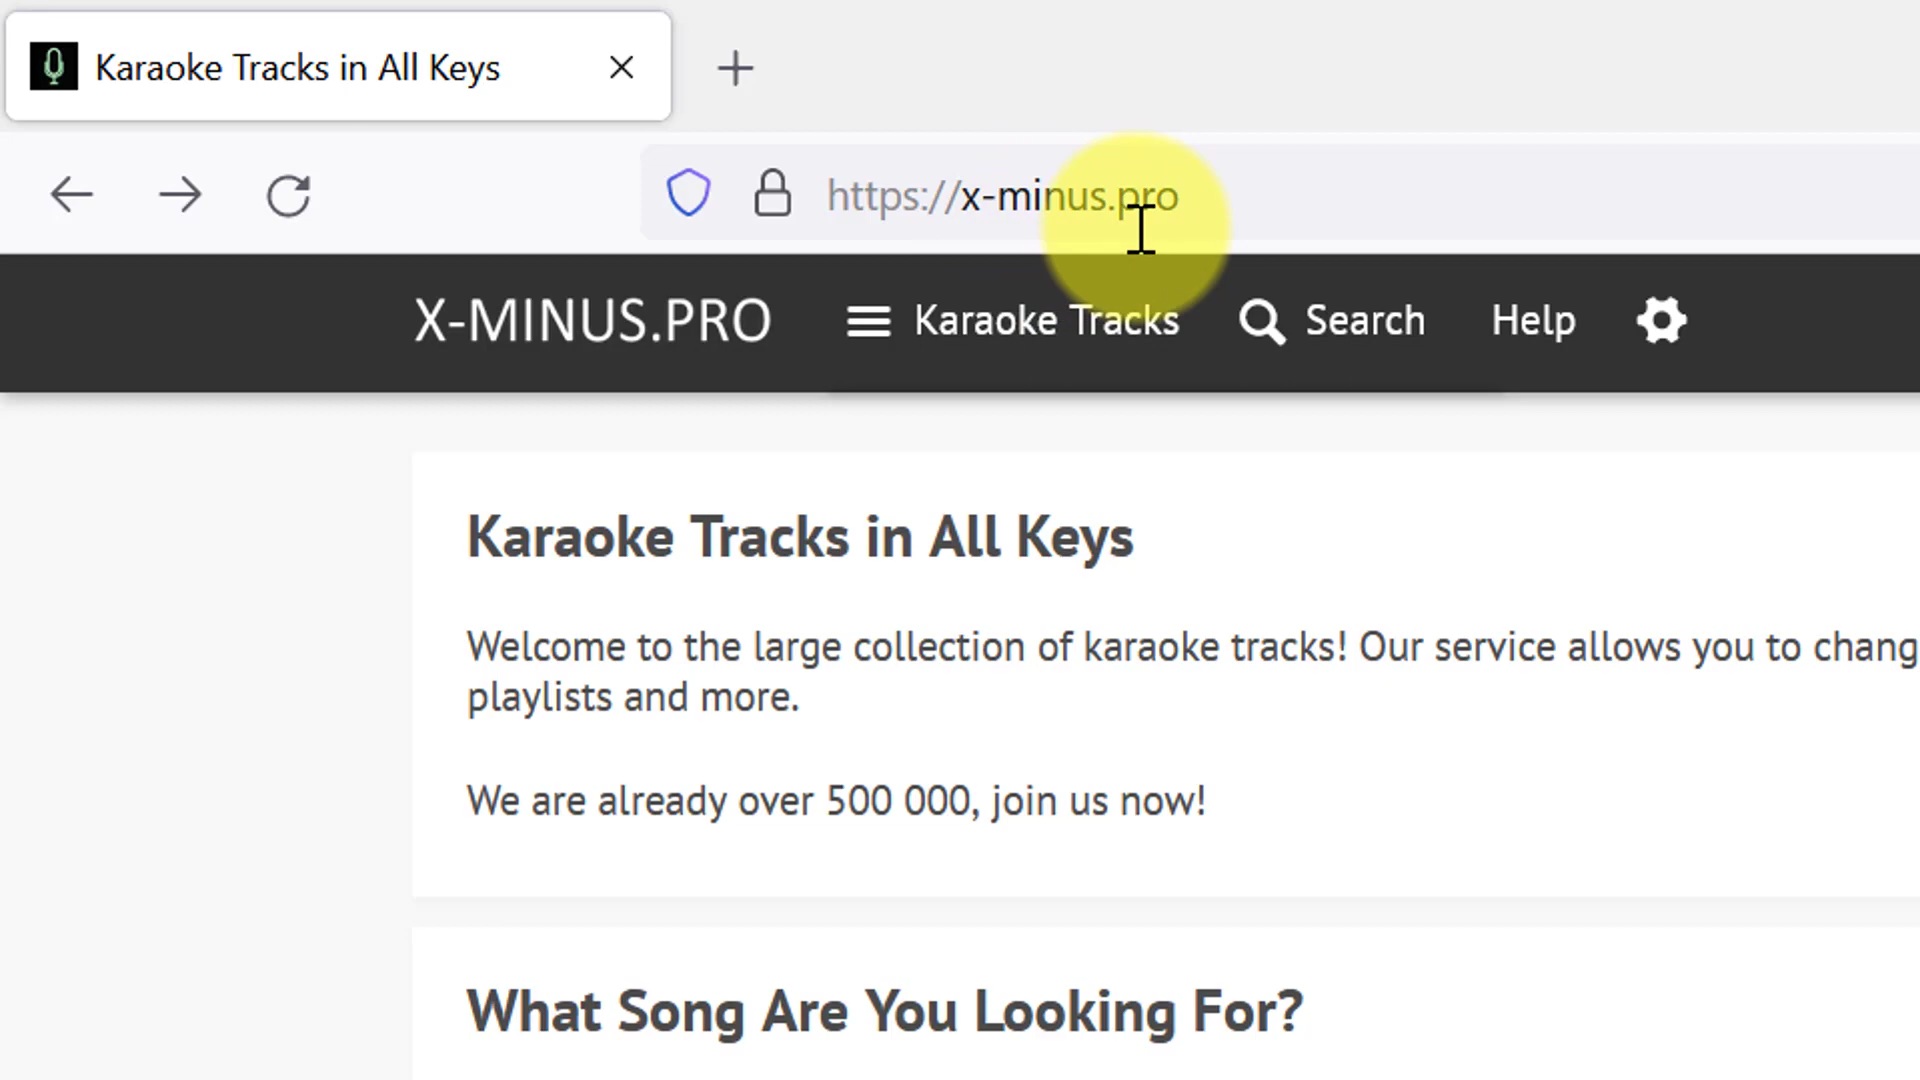 Karaoke Tracks in All Keys
https://x-minus.pro
X-MINUS.PRO Karaoke Tracks Search Help
Karaoke Tracks in All Keys
Welcome to the large collection of karaoke tracks! Our service allows you to chang
playlists and more.
We are already over 500 000, join us now!
What Song Are You Looking For?